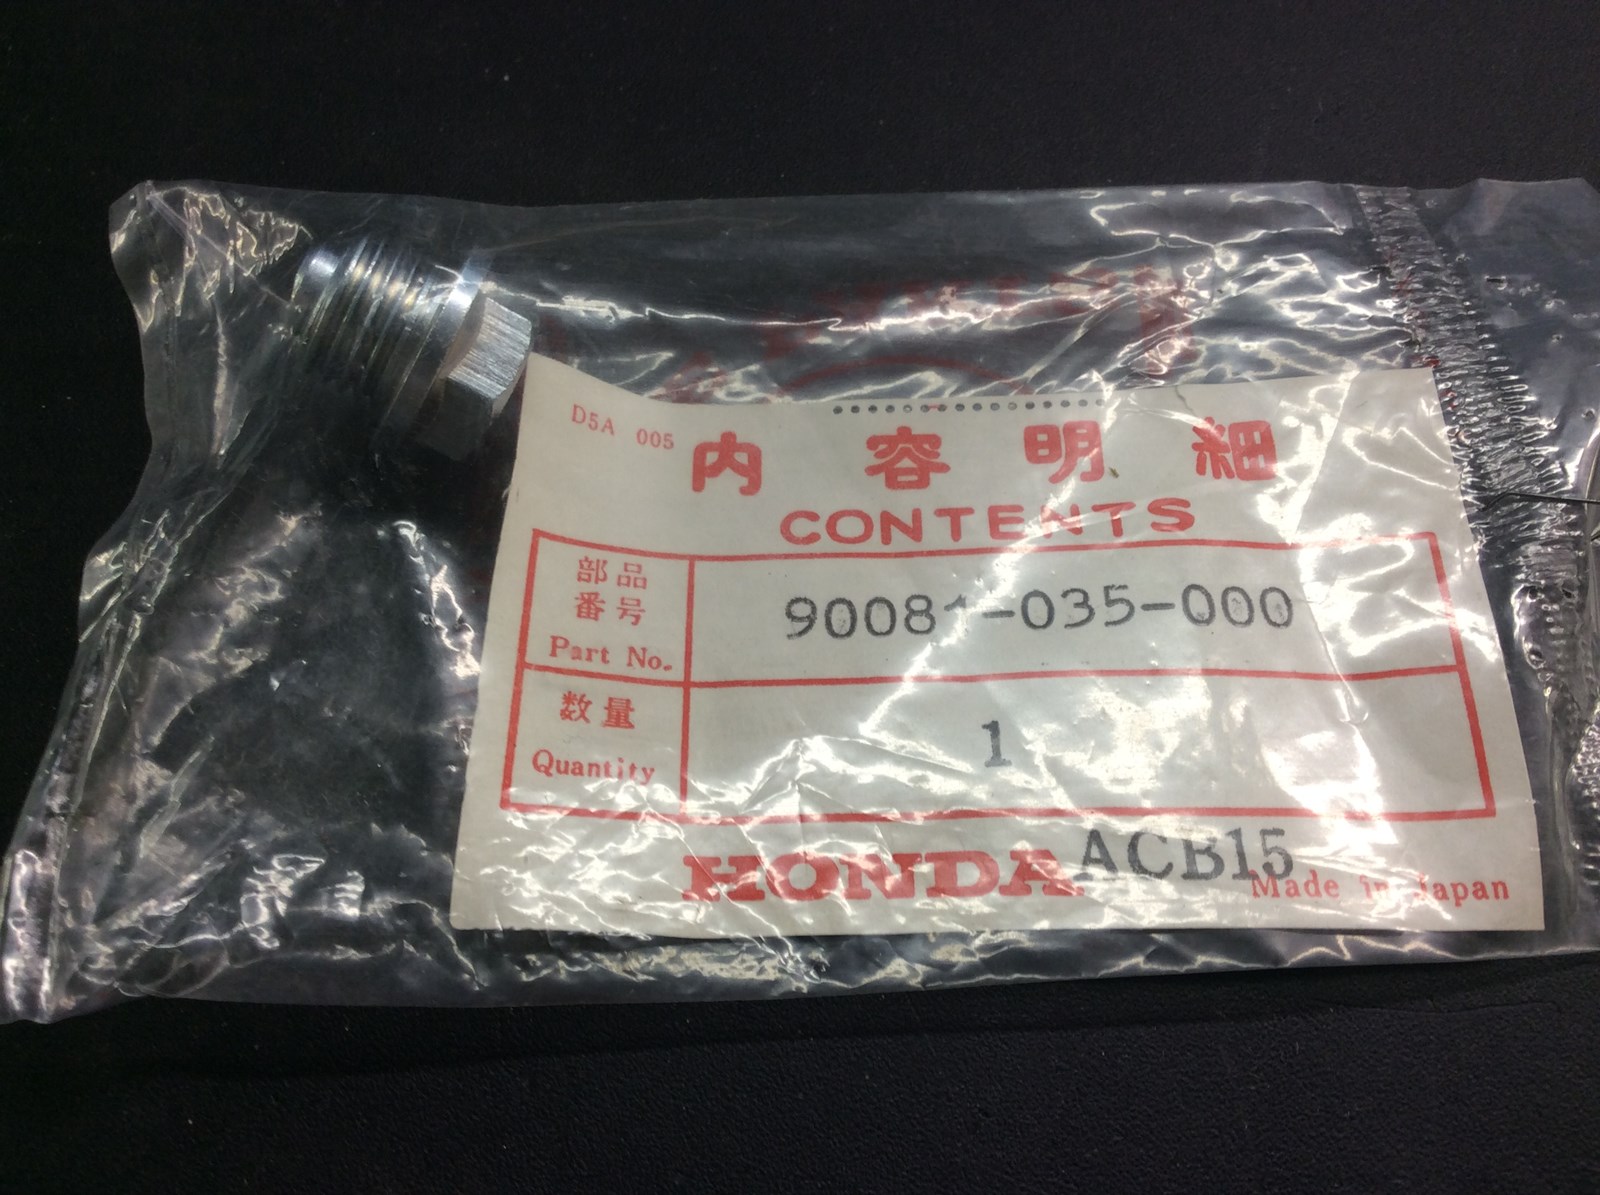 D5A 005
内容明細
CONTENTS
部品
番号
Part No.
90081-035-000
数量
Quantity
1
HONDA ACB15
Made in Japan